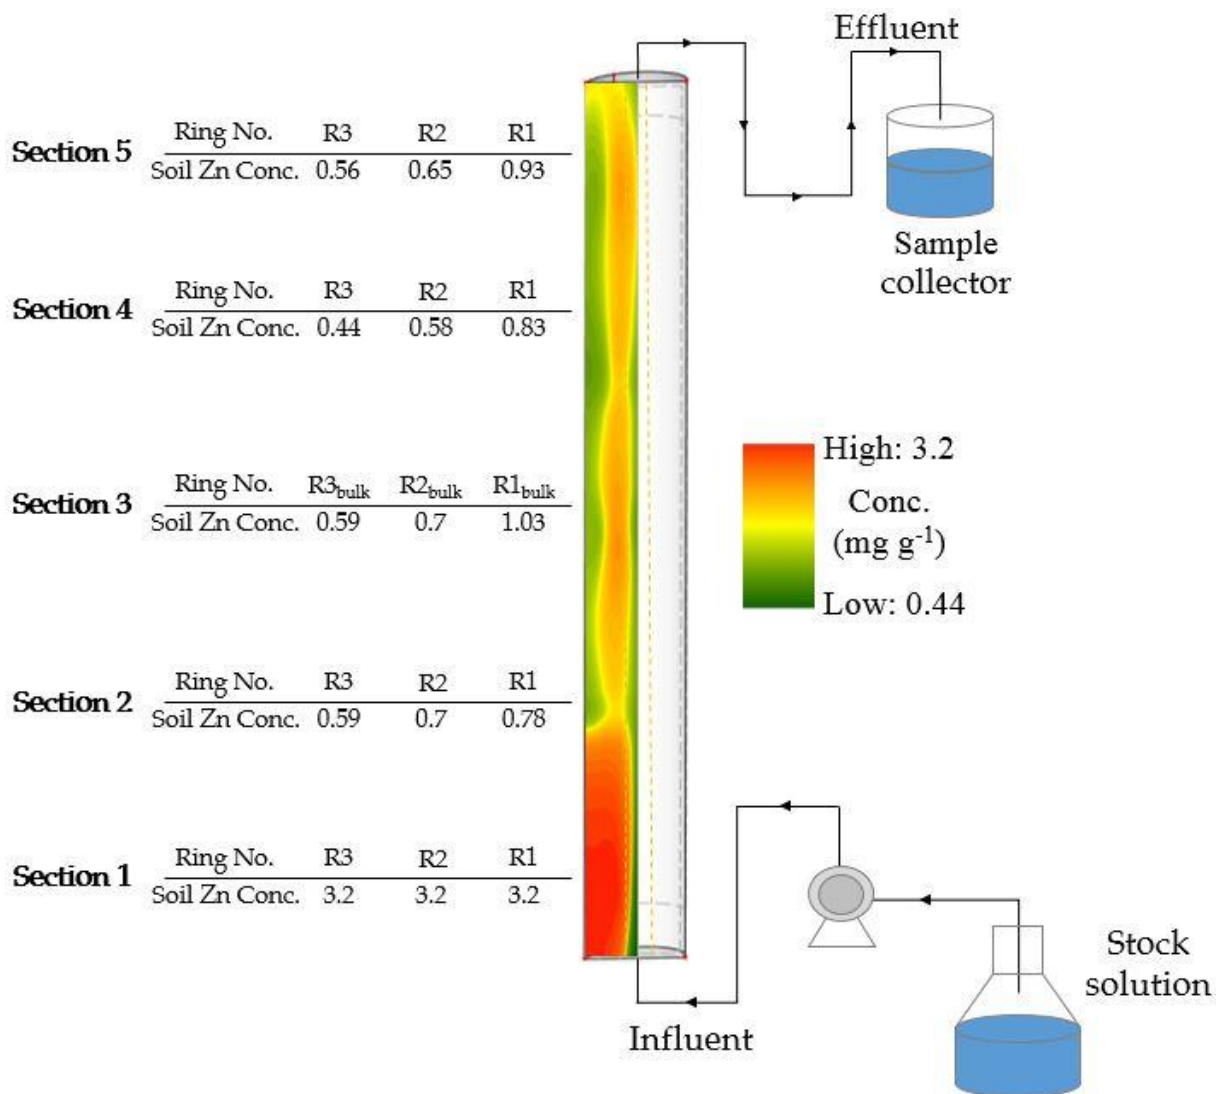 Effluent
Sample
collector
Section 5
Ring No. R3 R2 R1
Soil Zn Conc. 0.56 0.65 0.93
Section 4
Ring No. R3 R2 R1
Soil Zn Conc. 0.44 0.58 0.83
Section 3
Ring No. R3bulk R2bulk R1bulk
Soil Zn Conc. 0.59 0.7 1.03
High: 3.2
Conc.
(mg g-1)
Low: 0.44
Section 2
Ring No. R3 R2 R1
Soil Zn Conc. 0.59 0.7 0.78
Section 1
Ring No. R3 R2 R1
Soil Zn Conc. 3.2 3.2 3.2
Stock
solution
Influent